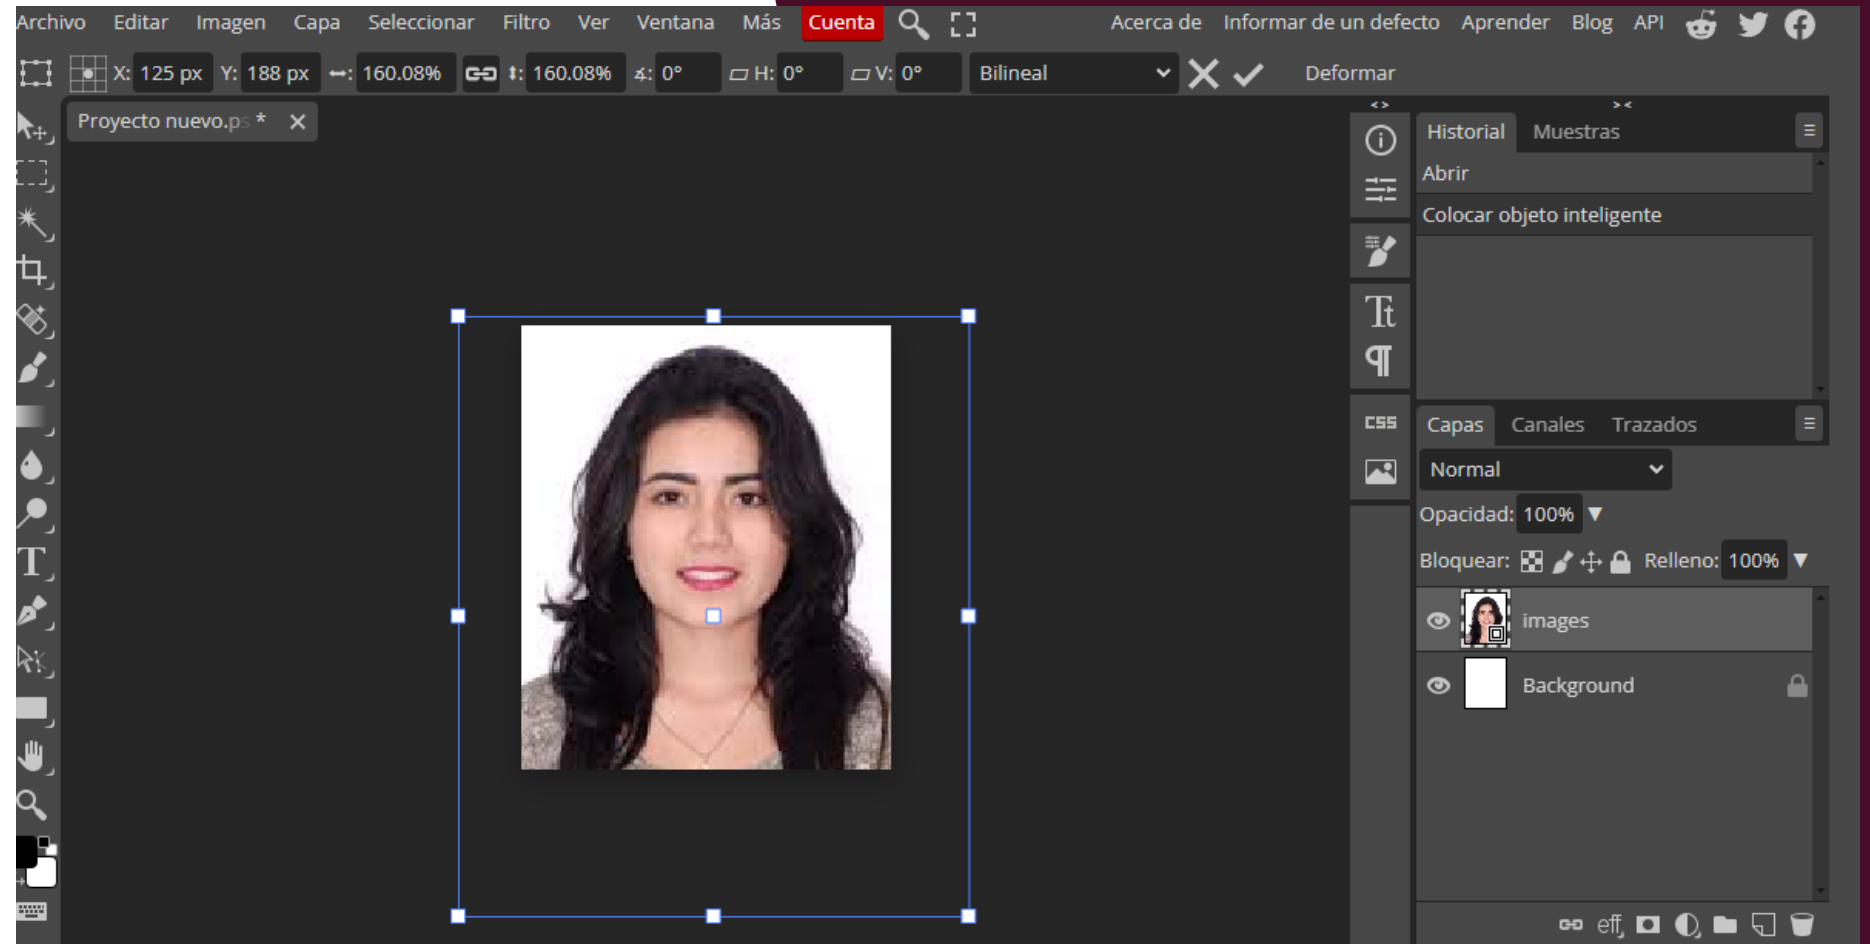 Archivo Editar Imagen Capa Seleccionar Filtro Ver Ventana Más Cuenta Acerca de Informar de un defecto Aprender Blog API
X: 125 px Y: 188 px : 160.08% : 160.08% : 0° H: 0° V: 0° Bilineal Deformar
Proyecto nuevo.ps * X
Historial Muestras
Abrir
Colocar objeto inteligente
CSS
Capas Canales Trazados
Normal
Opacidad: 100%
Bloquear: Relleno: 100%
images
Background
eff